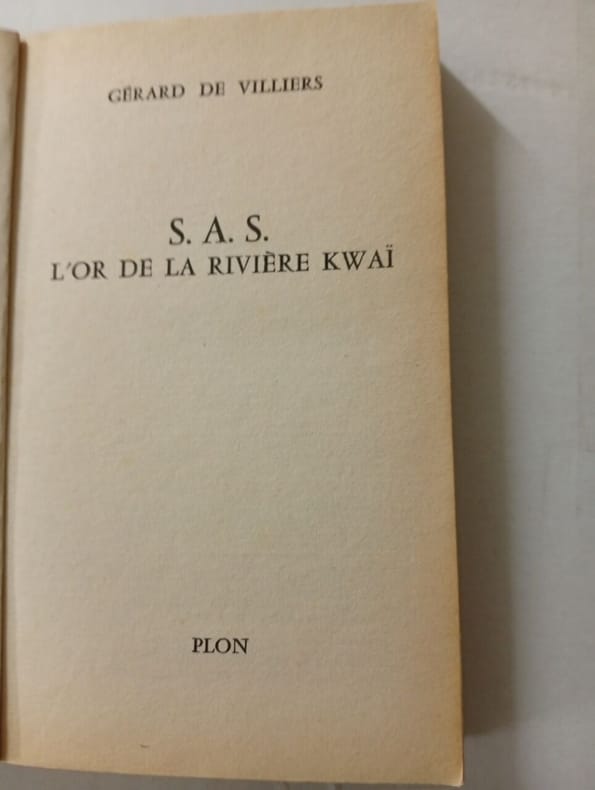 GÉRARD DE VILLIERS
S. A. S.
L'OR DE LA RIVIÈRE KWAÏ
PLON